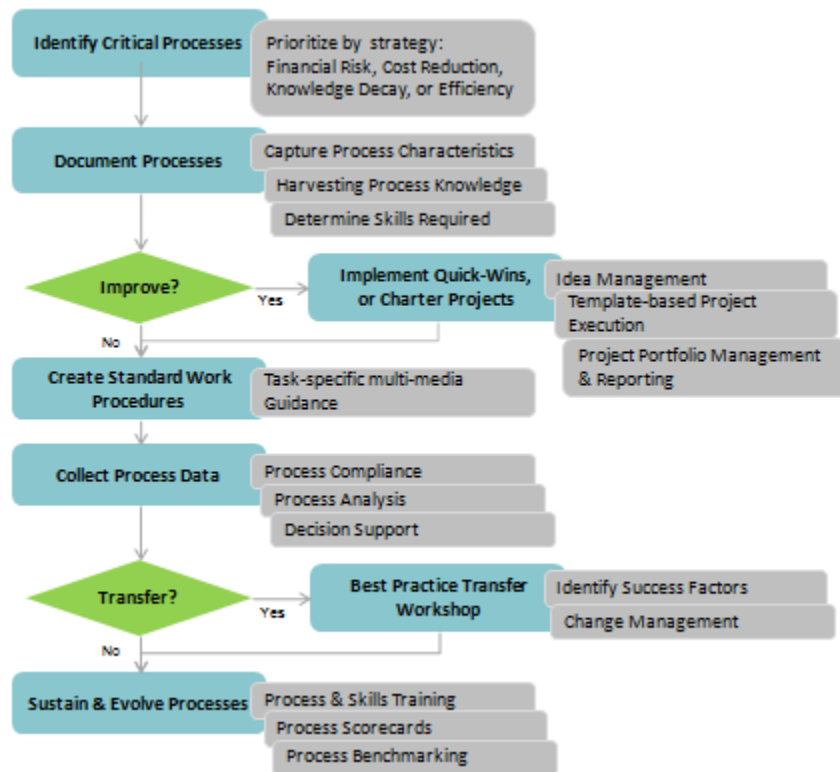 Identify Critical Processes
Prioritize by strategy:
Financial Risk, Cost Reduction,
Knowledge Decay, or Efficiency
Document Processes
Capture Process Characteristics
Harvesting Process Knowledge
Determine Skills Required
Improve?
Yes
Implement Quick-Wins,
or Charter Projects
Idea Management
Template-based Project
Execution
Project Portfolio Management
& Reporting
No
Create Standard Work
Procedures
Task-specific multi-media
Guidance
Collect Process Data
Process Compliance
Process Analysis
Decision Support
Transfer?
Yes
Best Practice Transfer
Workshop
Identify Success Factors
Change Management
No
Sustain & Evolve Processes
Process & Skills Training
Process Scorecards
Process Benchmarking